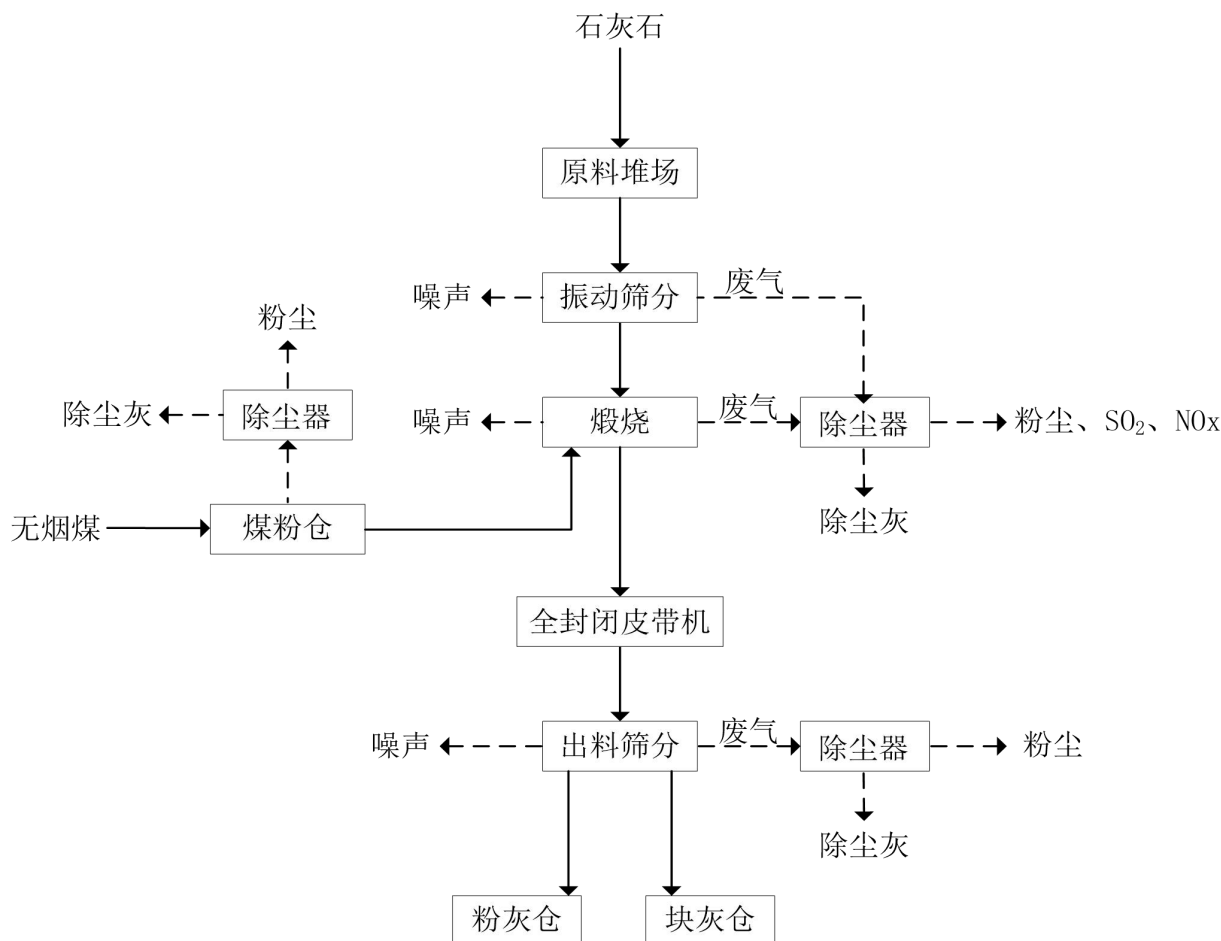 石灰石
原料堆场
噪声
振动筛分
废气
粉尘
除尘灰
除尘器
噪声
煅烧
废气
除尘器
粉尘、SO₂、NOx
无烟煤
煤粉仓
除尘灰
全封闭皮带机
噪声
出料筛分
废气
除尘器
粉尘
除尘灰
粉灰仓
块灰仓